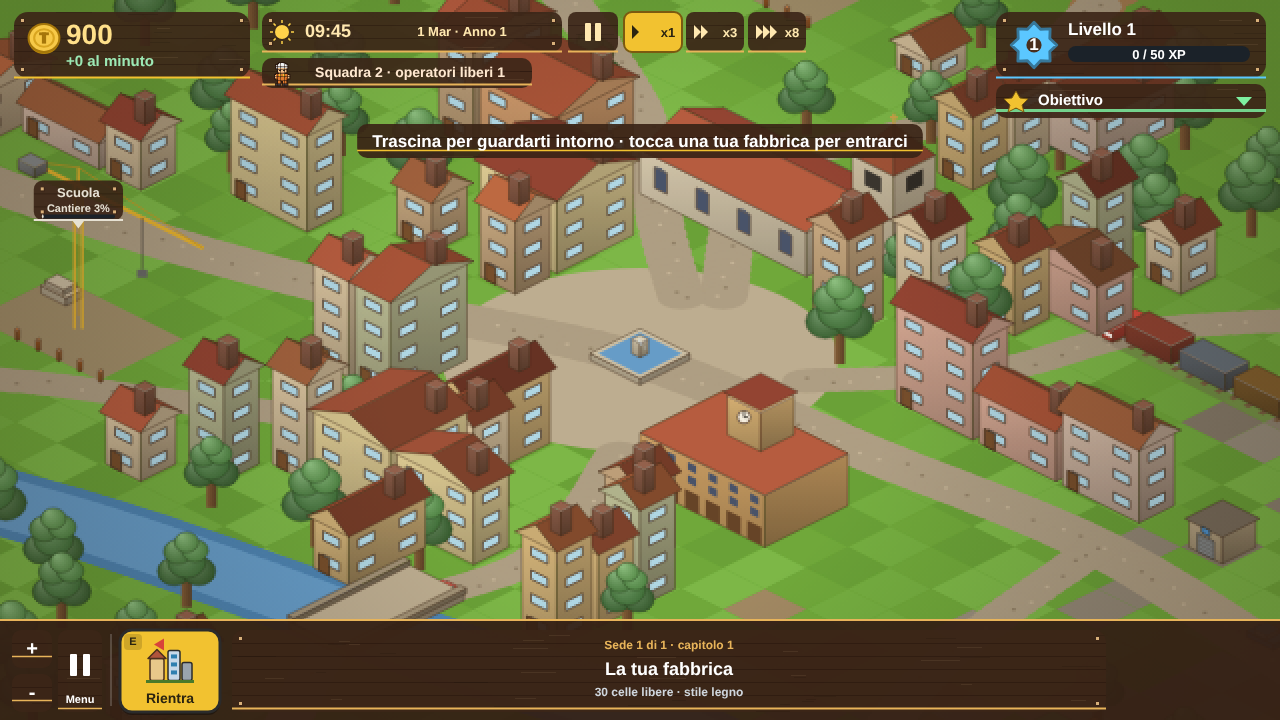 900
+0 al minuto
09:45
1 Mar · Anno 1
x1
x3
x8
Squadra 2 · operatori liberi 1
1
Livello 1
0 / 50 XP
Obiettivo
Trascina per guardarti intorno · tocca una tua fabbrica per entrarci
Scuola
Cantiere 3%
+
-
Menu
E
Rientra
Sede 1 di 1 · capitolo 1
La tua fabbrica
30 celle libere · stile legno